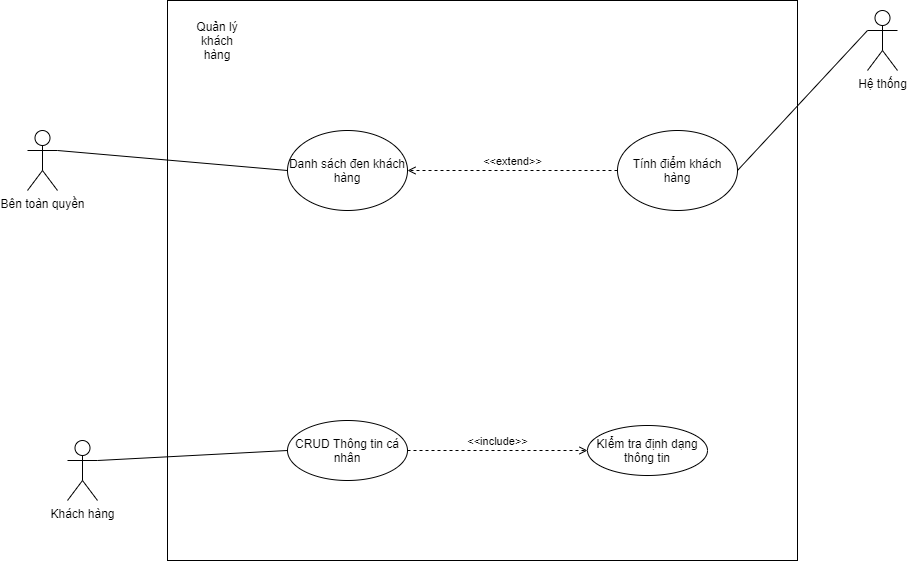 Quản lý
khách
hàng
Hệ thống
Bên toàn quyền
Danh sách đen khách
hàng
<<extend>>
Tính điểm khách
hàng
Khách hàng
CRUD Thông tin cá
nhân
<<include>>
KIểm tra định dạng
thông tin